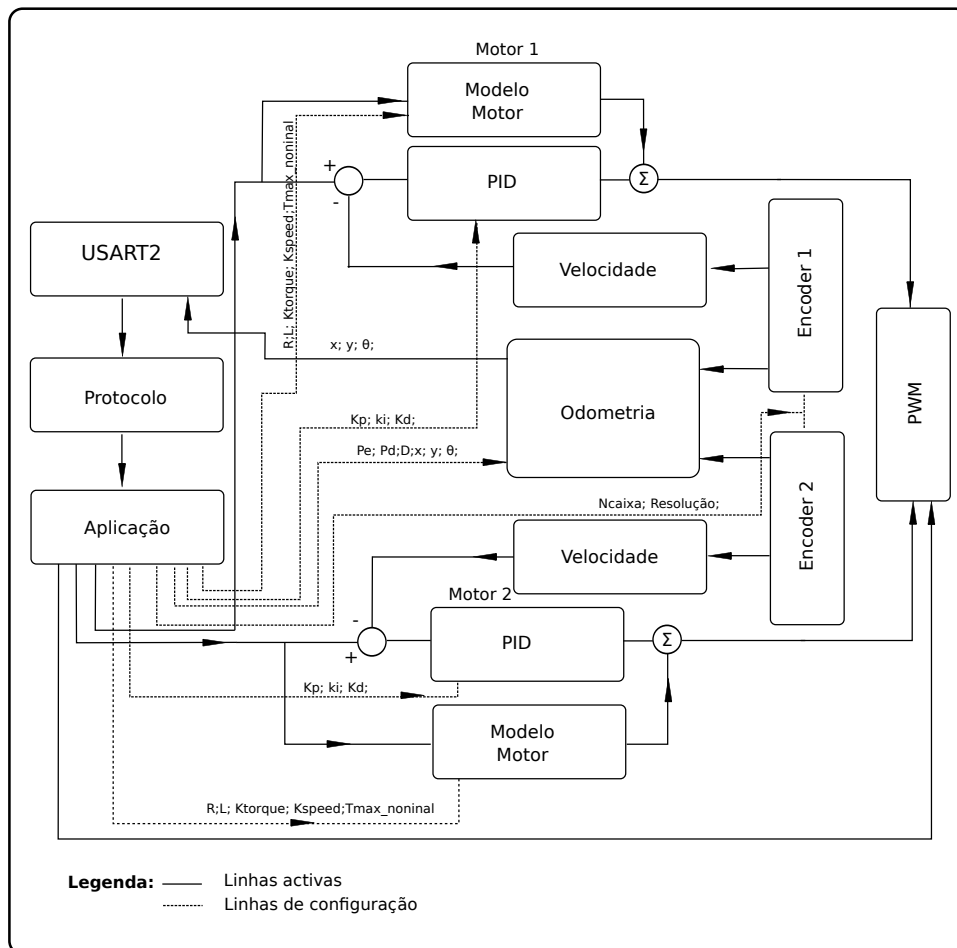 Motor 1
Modelo
Motor
PID
+
-
Σ
USART2
Velocidade
Encoder 1
R;L; Ktorque; Kspeed;Tmax_noninal
x; y; θ;
Protocolo
Odometria
PWM
Kp; ki; Kd;
Pe; Pd;D;x; y; θ;
Ncaixa; Resolução;
Aplicação
Encoder 2
Velocidade
Motor 2
-
+
PID
Σ
Kp; ki; Kd;
Modelo
Motor
R;L; Ktorque; Kspeed;Tmax_noninal
Legenda: Linhas activas
Linhas de configuração